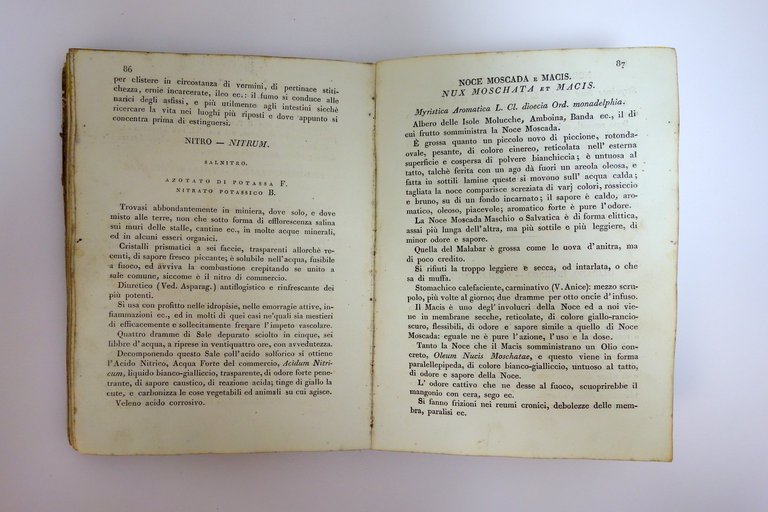 86
per clistere in circostanza di vermini, di pertinace stiti-
chezza, ernie incarcerate, ileo ec.: il fumo si conduce alle
narici degli asfissi, e più utilmente agli intestini sicchè
ricercare la vita nei luoghi più riposti e dove appunto si
concentra prima di estinguersi.
NITRO — NITRUM.
SALNITRO.
AZOTATO DI POTASSA F.
NITRATO POTASSICO B.
Trovasi abbondantemente in miniera, dove solo, e dove
misto alle terre, non che sotto forma di efflorescenza salina
sui muri delle stalle, cantine ec., in molte acque minerali,
ed in alcuni esseri organici.
Cristalli prismatici a sei faccie, trasparenti allorchè re-
centi, di sapore fresco piccante; è solubile nell'acqua, fusibile
a fuoco, ed avviva la combustione crepitando se unito a
sale comune, siccome è il nitro di commercio.
Diuretico (Ved. Asparag.) antiflogistico e rinfrescante dei
più potenti.
Si usa con profitto nelle idropisie, nelle emorragie attive, in-
fiammazioni ec., ed in molti di quei casi ne'quali sia mestieri
di efficacemente e sollecitamente frenare l'impeto vascolare.
Quattro dramme di Sale depurato sciolto in cinque, sei
libbre d'acqua, a riprese in ventiquattro ore, con avvedutezza.
Decomponendo questo Sale coll'acido solforico si ottiene
l'Acido Nitrico, Acqua Forte del commercio, Acidum Nitri-
cum, liquido bianco-gialliccio, trasparente, di odore forte pene-
trante, di sapore caustico, di reazione acida; tinge di giallo la
cute, e carbonizza le cose vegetabili ed animali su cui agisce.
Veleno acido corrosivo.
87
NOCE MOSCADA E MACIS.
NUX MOSCHATA ET MACIS.
Myristica Aromatica L. Cl. dioecia Ord. monadelphia.
Albero delle Isole Molucche, Amboina, Banda ec., il di
cui frutto somministra la Noce Moscada.
È grossa quanto un piccolo novo di piccione, rotonda-
ovale, pesante, di colore cinereo, reticolata nell' esterna
superficie e cospersa di polvere bianchiccia; è untuosa al
tatto, talchè ferita con un ago dà fuori un areola oleosa, e
fatta in sottili lamine queste si movono sull' acqua calda;
tagliata la noce comparisce screziata di varj colori, rossiccio
e bruno, su di un fondo incarnato; il sapore è caldo, aro-
matico, oleoso, piacevole; aromatico forte è pure l'odore.
La Noce Moscada Maschio o Salvatica è di forma elittica,
assai più lunga dell'altra, ma più sottile e più leggiere, di
minor odore e sapore.
Quella del Malabar è grossa come le uova d'anitra, ma
di poco credito.
Si rifiuti la troppo leggiere e secca, od intarlata, o che
sa di muffa.
Stomachico calefaciente, carminativo (V. Anice): mezzo scru-
polo, più volte al giorno; due dramme per otto oncie d'infuso.
Il Macis è uno degl' involucri della Noce ed a noi viene
in membrane secche, reticolate, di colore giallo-rancio-
scuro, flessibili, di odore e sapore simile a quello di Noce
Moscada: eguale ne è pure l'azione, l'uso e la dose.
Tanto la Noce che il Macis somministrano un Olio con-
creto, Oleum Nucis Moschatae, e questo viene in forma
parallelepipeda, di colore bianco-gialliccio, untuoso al tatto,
di odore e sapore della Noce.
L' odore cattivo che ne desse al fuoco, scuoprirebbe il
mangonio con cera, sego ec.
Si fanno frizioni nei reumi cronici, debolezze delle mem-
bra, paralisi ec.